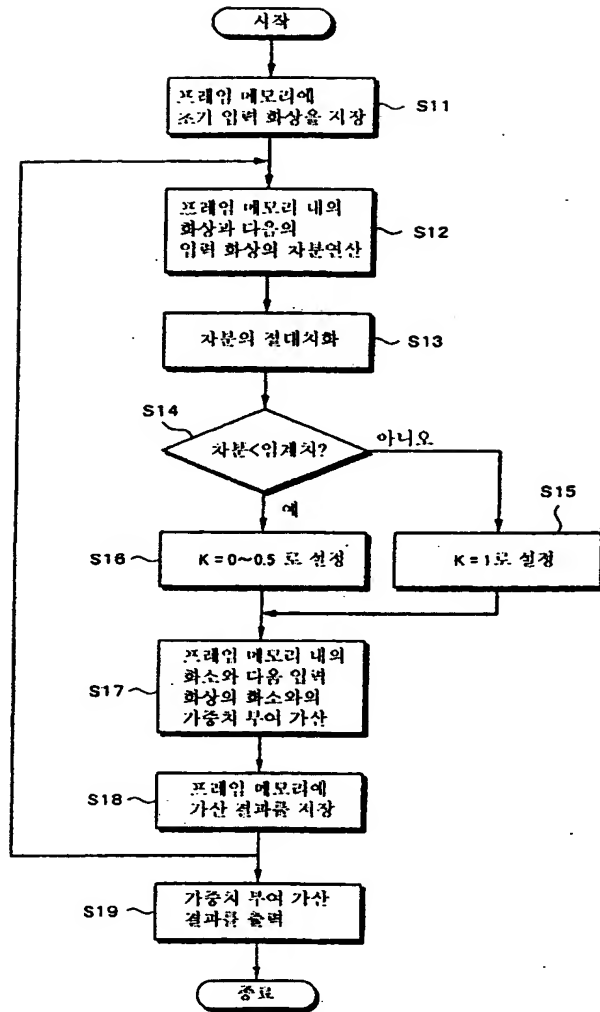 시작
프레임 메모리에
초기 입력 화상을 저장
S11
프레임 메모리 내의
화상과 다음의
입력 화상의 차분연산
S12
차분의 절대치화
S13
S14
차분<임계치?
아니오
예
S15
S16
K = 0~0.5 로 설정
K = 1로 설정
프레임 메모리 내의
화소와 다음 입력
화상의 화소와의
가중치 부여 가산
S17
프레임 메모리에
가산 결과를 저장
S18
가중치 부여 가산
결과를 출력
S19
종료